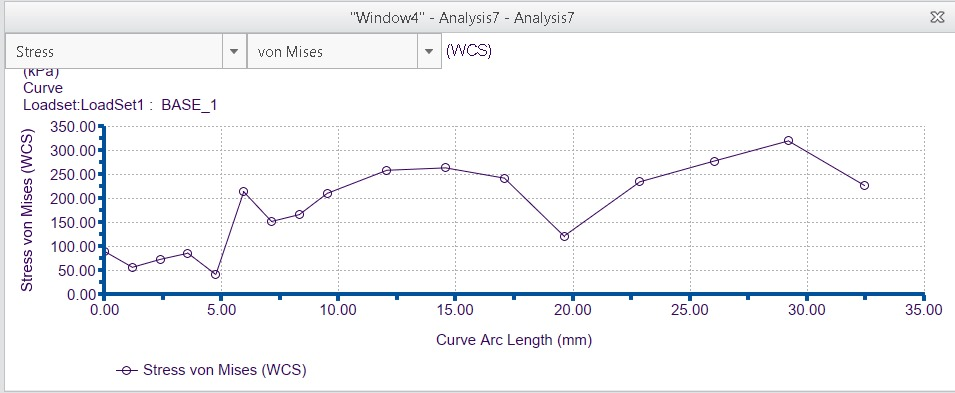 "Window4" - Analysis7 - Analysis7
Stress von Mises (WCS)
(kPa)
Curve
Loadset:LoadSet1 : BASE_1
Stress von Mises (WCS)
350.00
300.00
250.00
200.00
150.00
100.00
50.00
0.00
0.00 5.00 10.00 15.00 20.00 25.00 30.00 35.00
Curve Arc Length (mm)
Stress von Mises (WCS)